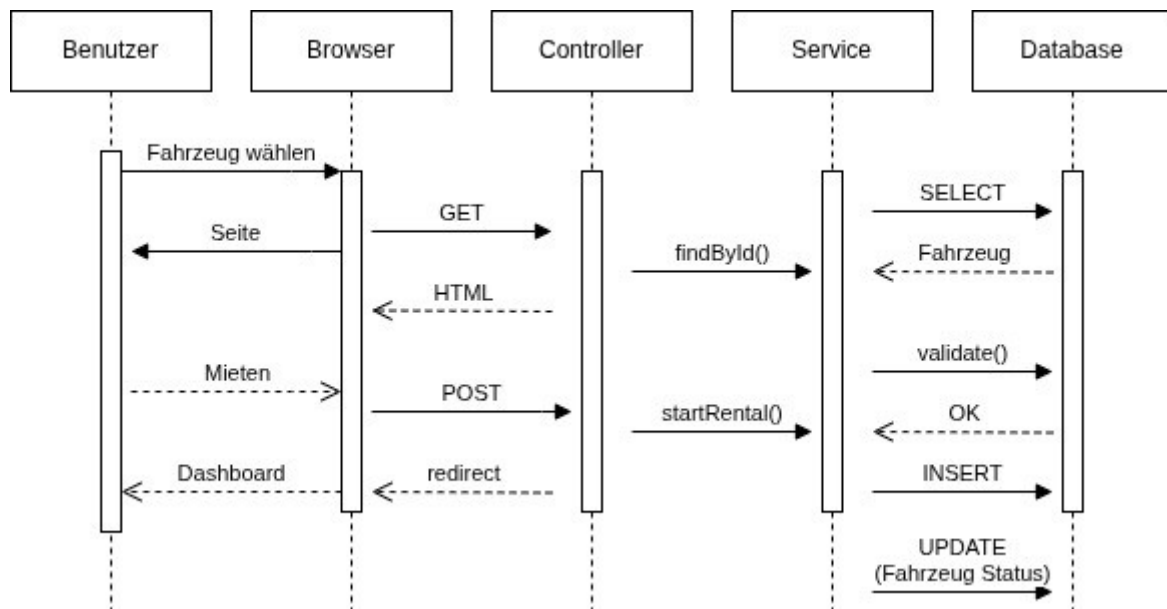 Benutzer
Browser
Controller
Service
Database
Fahrzeug wählen
SELECT
GET
Seite
findById()
Fahrzeug
HTML
validate()
Mieten
POST
startRental()
OK
Dashboard
redirect
INSERT
UPDATE
(Fahrzeug Status)